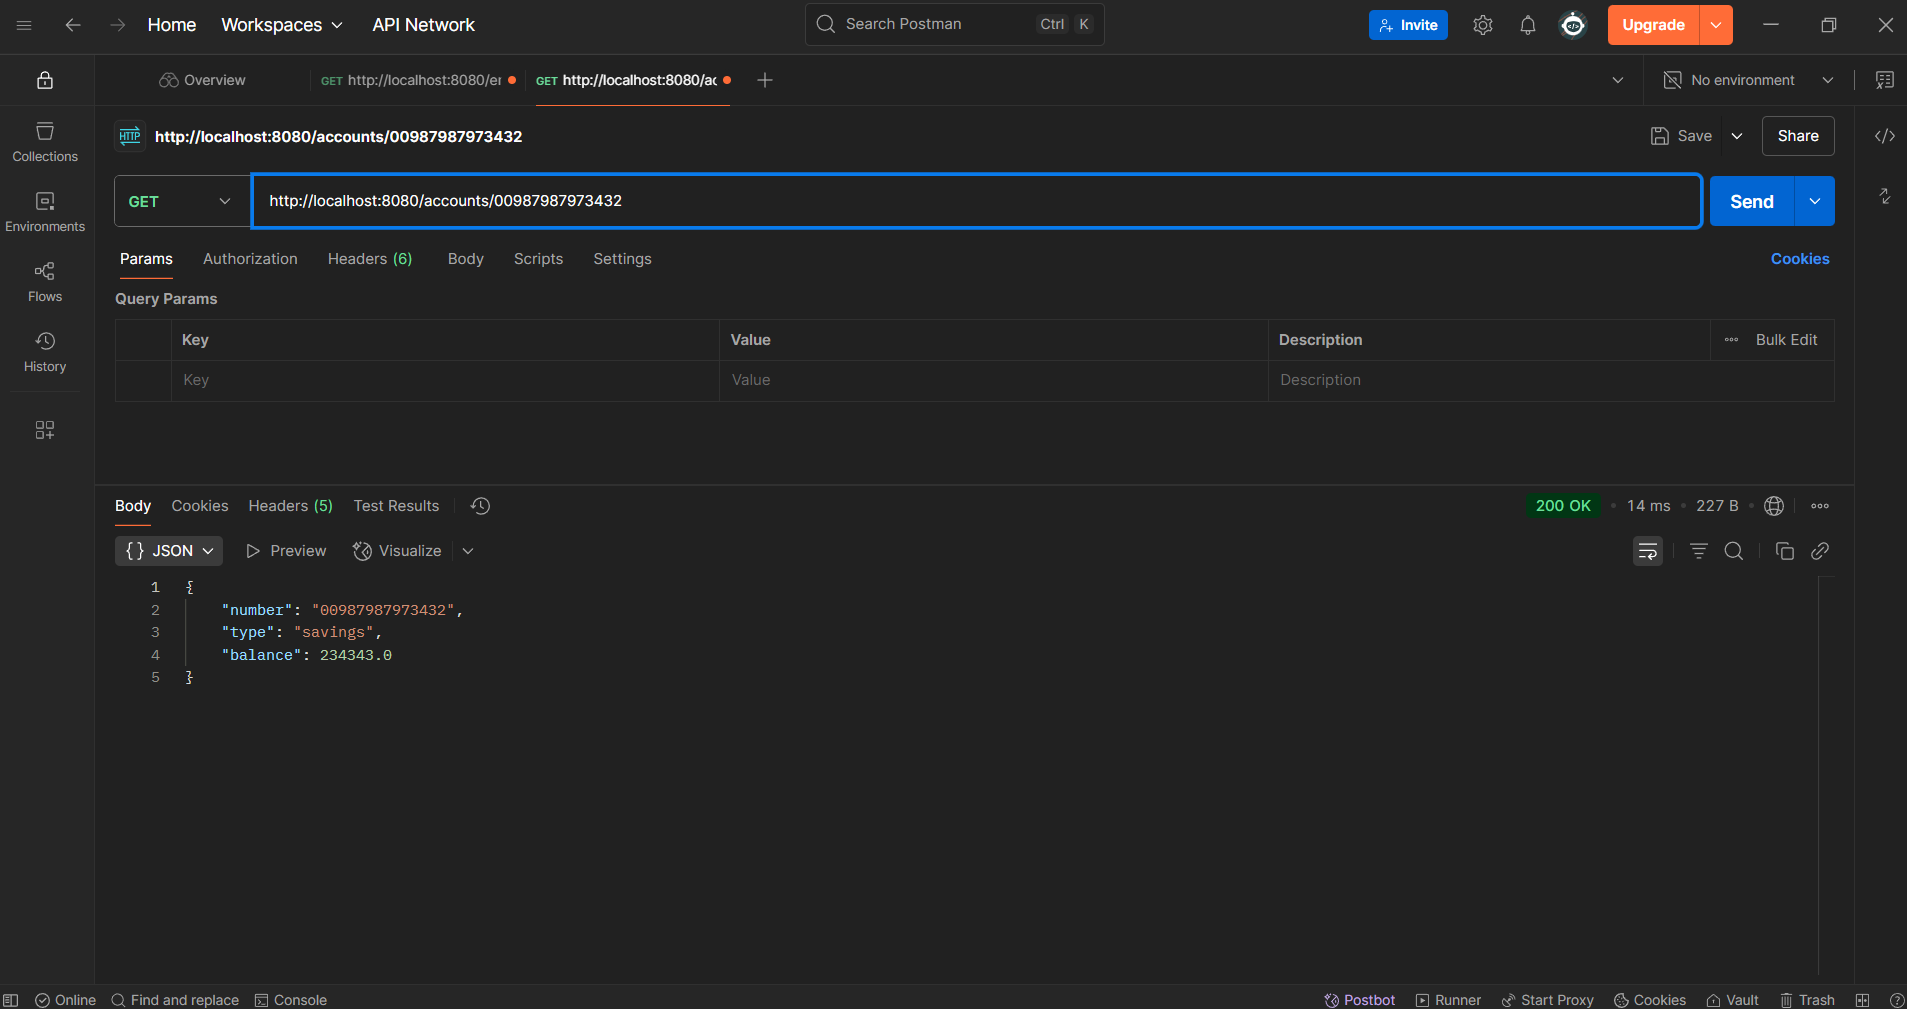 Home Workspaces API Network Search Postman Ctrl K Invite Upgrade
Overview GET http://localhost:8080/er GET http://localhost:8080/ac No environment
HTTP http://localhost:8080/accounts/00987987973432 Save Share
Collections
GET http://localhost:8080/accounts/00987987973432 Send
Environments
Params Authorization Headers (6) Body Scripts Settings Cookies
Flows
Query Params
Key Value Description Bulk Edit
History
Key Value Description
Body Cookies Headers (5) Test Results 200 OK 14 ms 227 B
{} JSON Preview Visualize
1 {
2 "number": "00987987973432",
3 "type": "savings",
4 "balance": 234343.0
5 }
Online Find and replace Console Postbot Runner Start Proxy Cookies Vault Trash